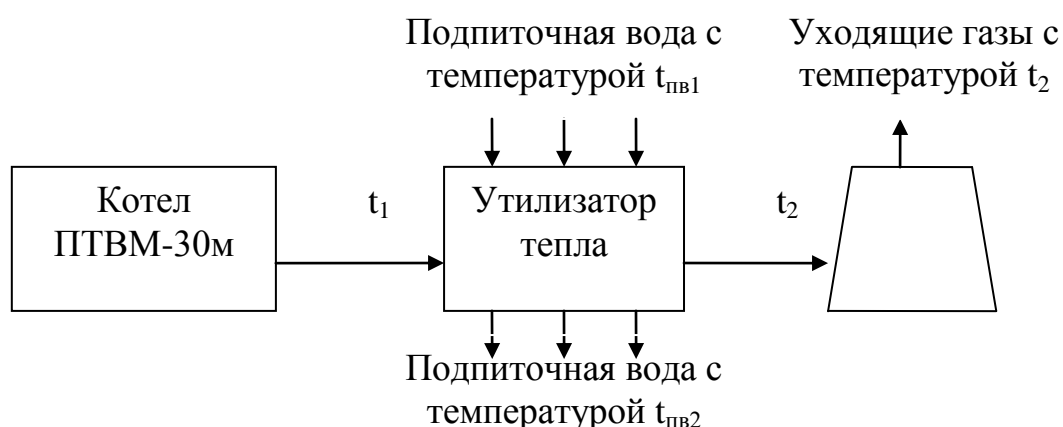 Подпиточная вода с
температурой tпв1
Уходящие газы с
температурой t2
Котел
ПТВМ-30м
t1
Утилизатор
тепла
t2
Подпиточная вода с
температурой tпв2